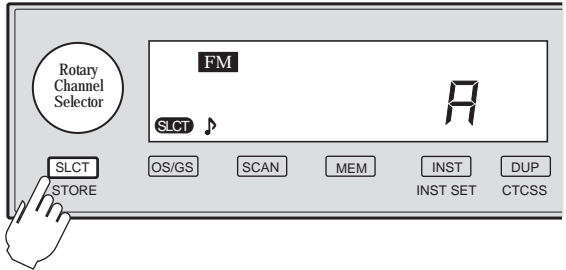 FM
Rotary
Channel
Selector
A
SLCT ♪
SLCT OS/GS SCAN MEM INST DUP
STORE INST SET CTCSS